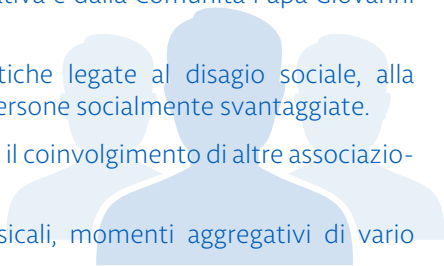 ativa e dalla Comunità Papa Giovanni
tiche legate al disagio sociale, alla
ersone socialmente svantaggiate.
il coinvolgimento di altre associazio-
sicali, momenti aggregativi di vario